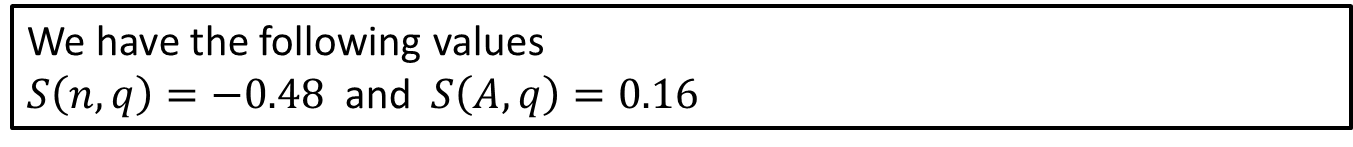 We have the following values
S(n, q) = −0.48 and S(A, q) = 0.16